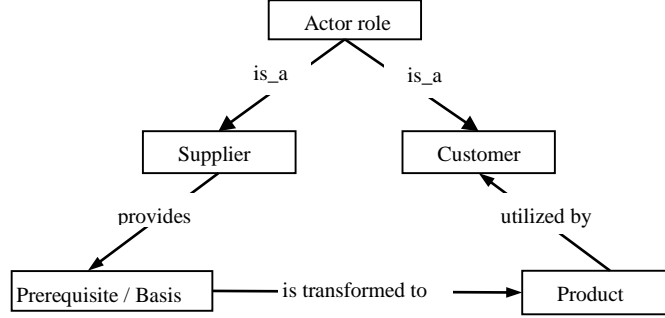 Actor role
is_a
is_a
Supplier
Customer
provides
utilized by
Prerequisite / Basis
is transformed to
Product